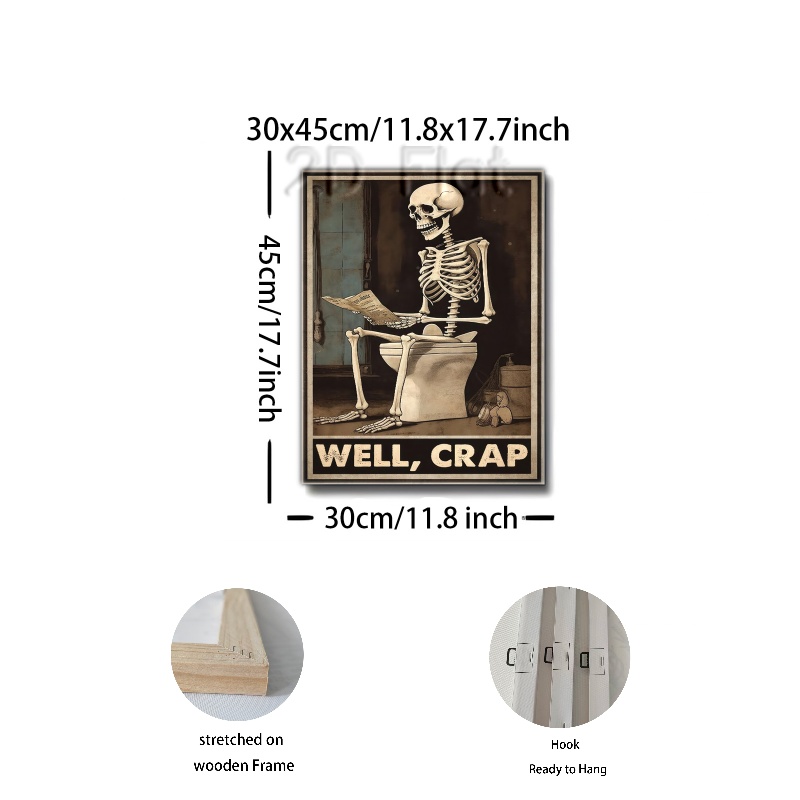 30x45cm/11.8x17.7inch
2D Flat
45cm/17.7inch
WELL, CRAP
30cm/11.8 inch
stretched on
wooden Frame
Hook
Ready to Hang